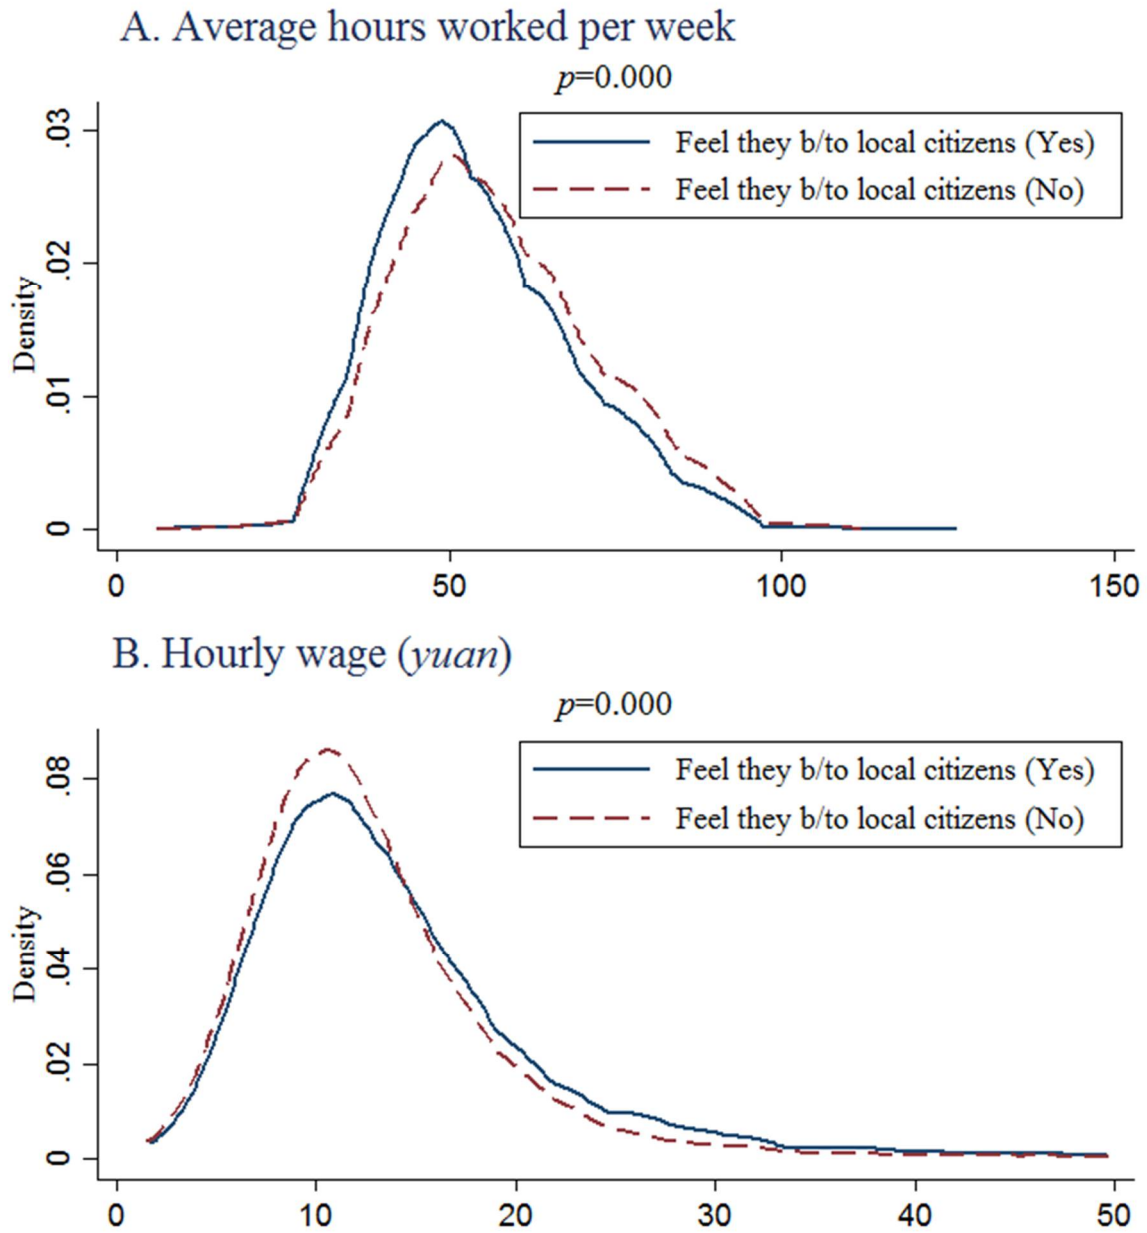 A. Average hours worked per week
p=0.000
Feel they b/to local citizens (Yes)
Feel they b/to local citizens (No)
Density
.03
.02
.01
0
0 50 100 150
B. Hourly wage (yuan)
p=0.000
Feel they b/to local citizens (Yes)
Feel they b/to local citizens (No)
Density
.08
.06
.04
.02
0
0 10 20 30 40 50